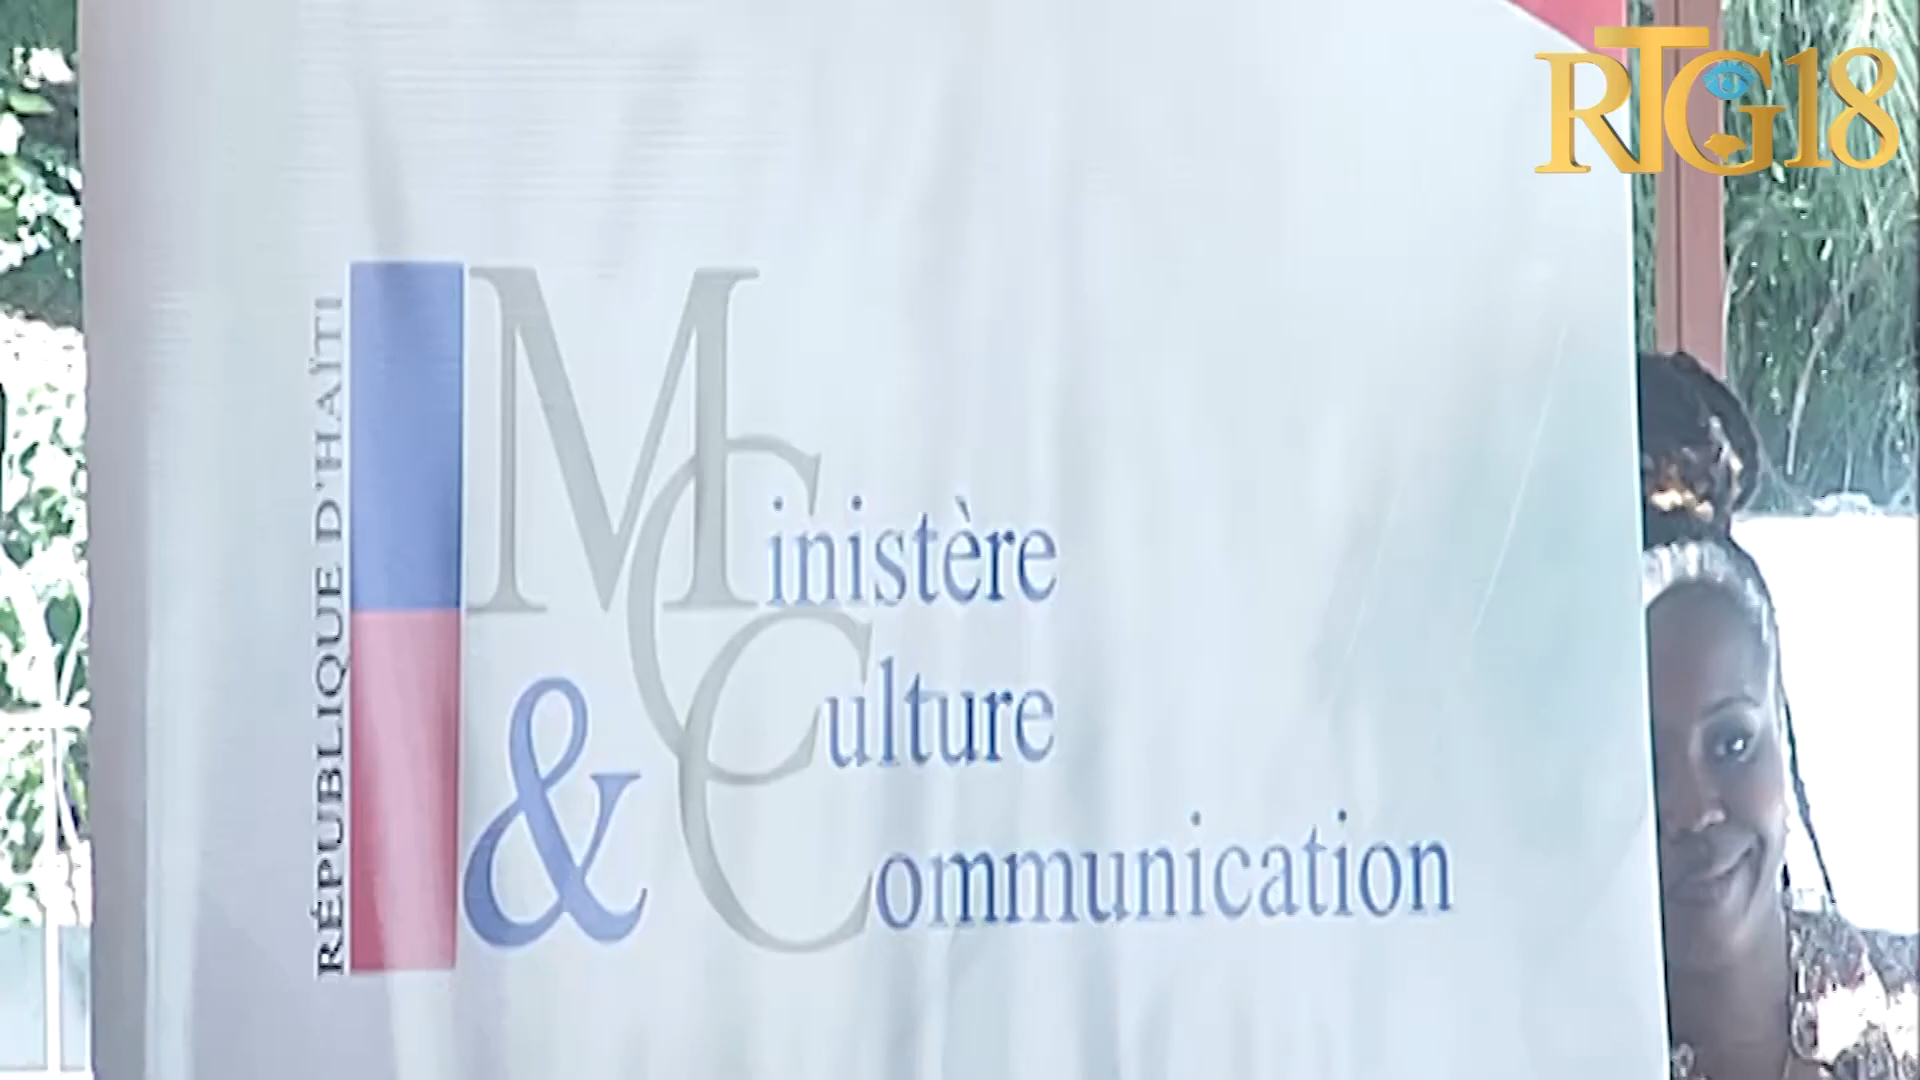 RTG18
RÉPUBLIQUE D'HAÏTI
Ministère
Culture
& Communication